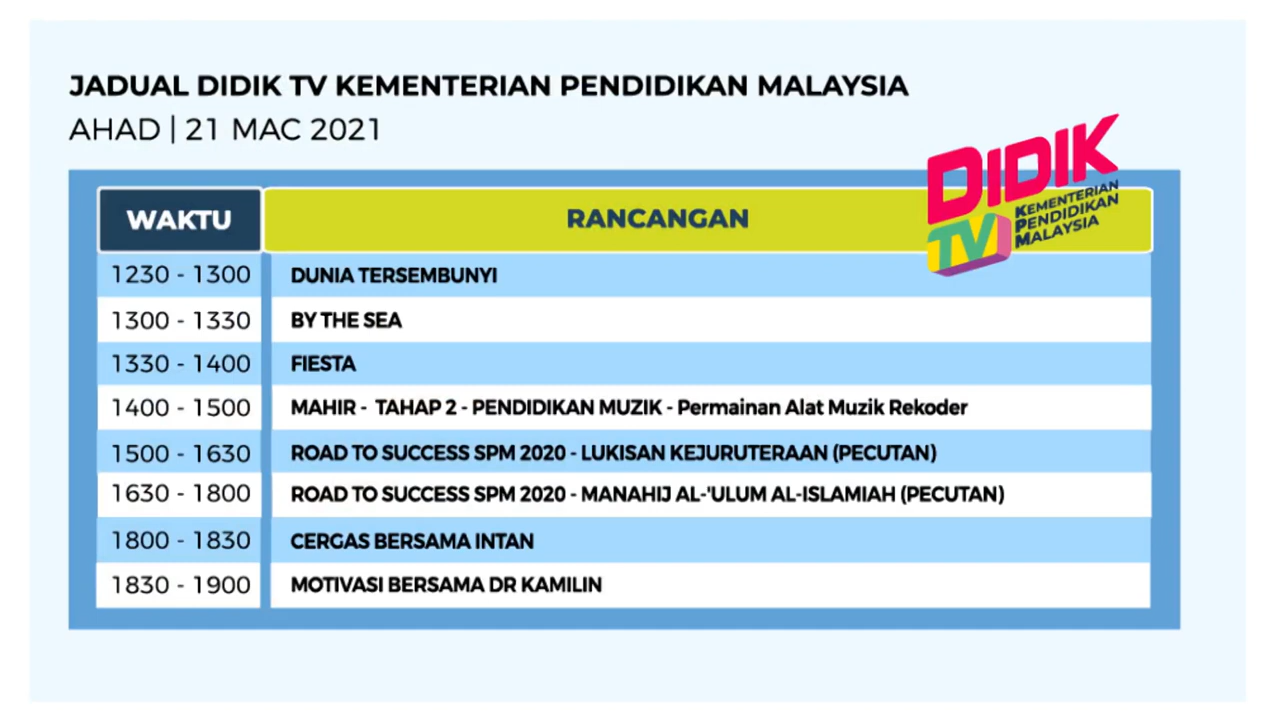 JADUAL DIDIK TV KEMENTERIAN PENDIDIKAN MALAYSIA
AHAD | 21 MAC 2021
DIDIK
TV
KEMENTERIAN
PENDIDIKAN
MALAYSIA
WAKTU RANCANGAN
1230 - 1300 DUNIA TERSEMBUNYI
1300 - 1330 BY THE SEA
1330 - 1400 FIESTA
1400 - 1500 MAHIR - TAHAP 2 - PENDIDIKAN MUZIK - Permainan Alat Muzik Rekoder
1500 - 1630 ROAD TO SUCCESS SPM 2020 - LUKISAN KEJURUTERAAN (PECUTAN)
1630 - 1800 ROAD TO SUCCESS SPM 2020 - MANAHIJ AL-'ULUM AL-ISLAMIAH (PECUTAN)
1800 - 1830 CERGAS BERSAMA INTAN
1830 - 1900 MOTIVASI BERSAMA DR KAMILIN